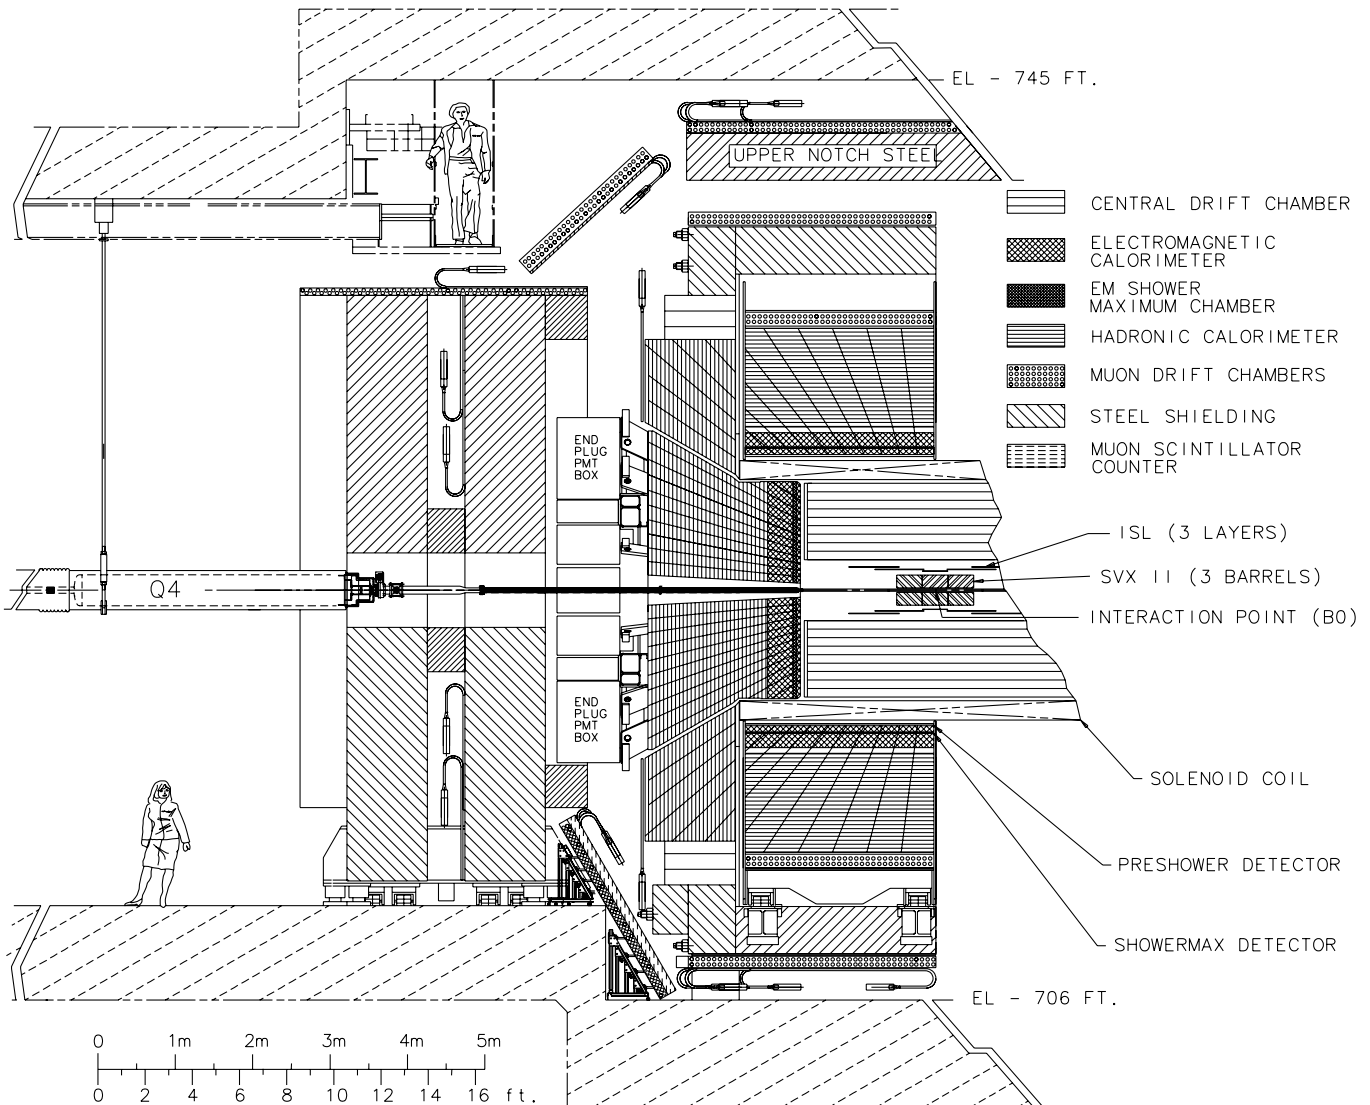 EL - 745 FT.
UPPER NOTCH STEEL
CENTRAL DRIFT CHAMBER
ELECTROMAGNETIC
CALORIMETER
EM SHOWER
MAXIMUM CHAMBER
HADRONIC CALORIMETER
MUON DRIFT CHAMBERS
STEEL SHIELDING
MUON SCINTILLATOR
COUNTER
END
PLUG
PMT
BOX
ISL (3 LAYERS)
SVX II (3 BARRELS)
Q4
INTERACTION POINT (B0)
END
PLUG
PMT
BOX
SOLENOID COIL
PRESHOWER DETECTOR
SHOWERMAX DETECTOR
EL - 706 FT.
0 1m 2m 3m 4m 5m
0 2 4 6 8 10 12 14 16 ft.